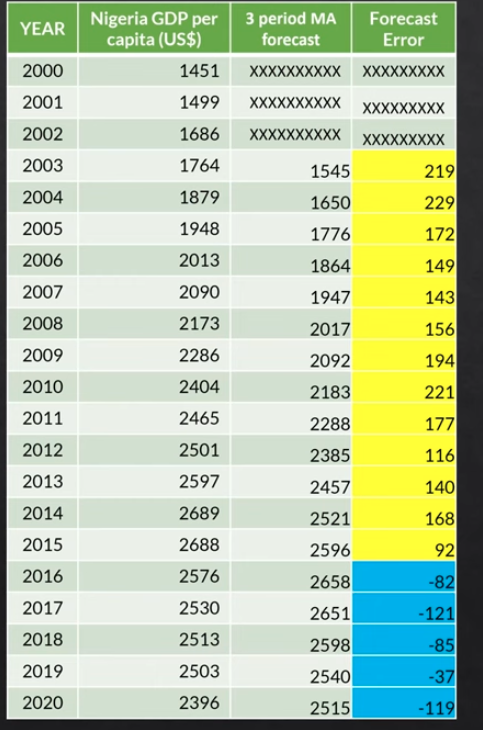 YEAR Nigeria GDP per capita (US$) 3 period MA forecast Forecast Error
2000 1451 XXXXXXXXXX XXXXXXXXX
2001 1499 XXXXXXXXXX XXXXXXXXX
2002 1686 XXXXXXXXXX XXXXXXXXX
2003 1764 1545 219
2004 1879 1650 229
2005 1948 1776 172
2006 2013 1864 149
2007 2090 1947 143
2008 2173 2017 156
2009 2286 2092 194
2010 2404 2183 221
2011 2465 2288 177
2012 2501 2385 116
2013 2597 2457 140
2014 2689 2521 168
2015 2688 2596 92
2016 2576 2658 -82
2017 2530 2651 -121
2018 2513 2598 -85
2019 2503 2540 -37
2020 2396 2515 -119